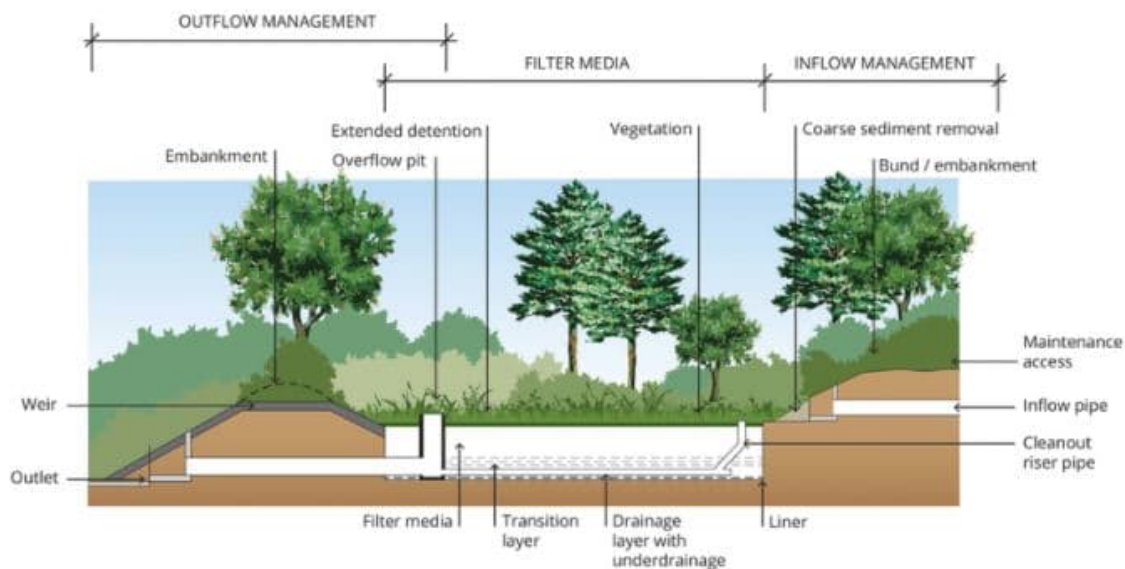 OUTFLOW MANAGEMENT
FILTER MEDIA
INFLOW MANAGEMENT
Extended detention
Vegetation
Coarse sediment removal
Embankment
Overflow pit
Bund / embankment
Maintenance
access
Weir
Inflow pipe
Cleanout
riser pipe
Outlet
Filter media
Transition
layer
Drainage
layer with
underdrainage
Liner